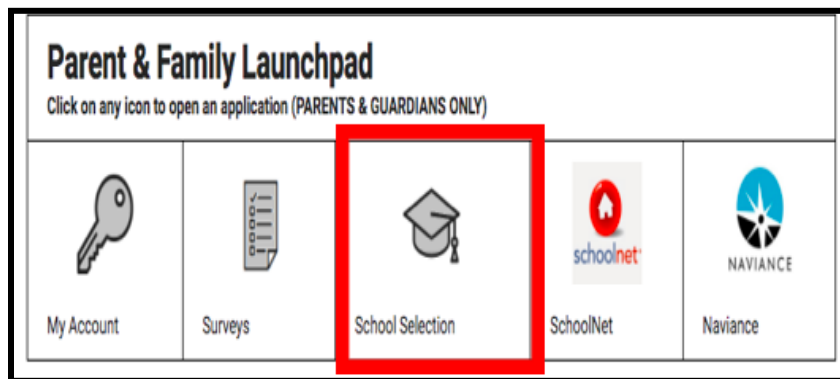 Parent & Family Launchpad
Click on any icon to open an application (PARENTS & GUARDIANS ONLY)
schoolnet
NAVIANCE
My Account
Surveys
School Selection
SchoolNet
Naviance